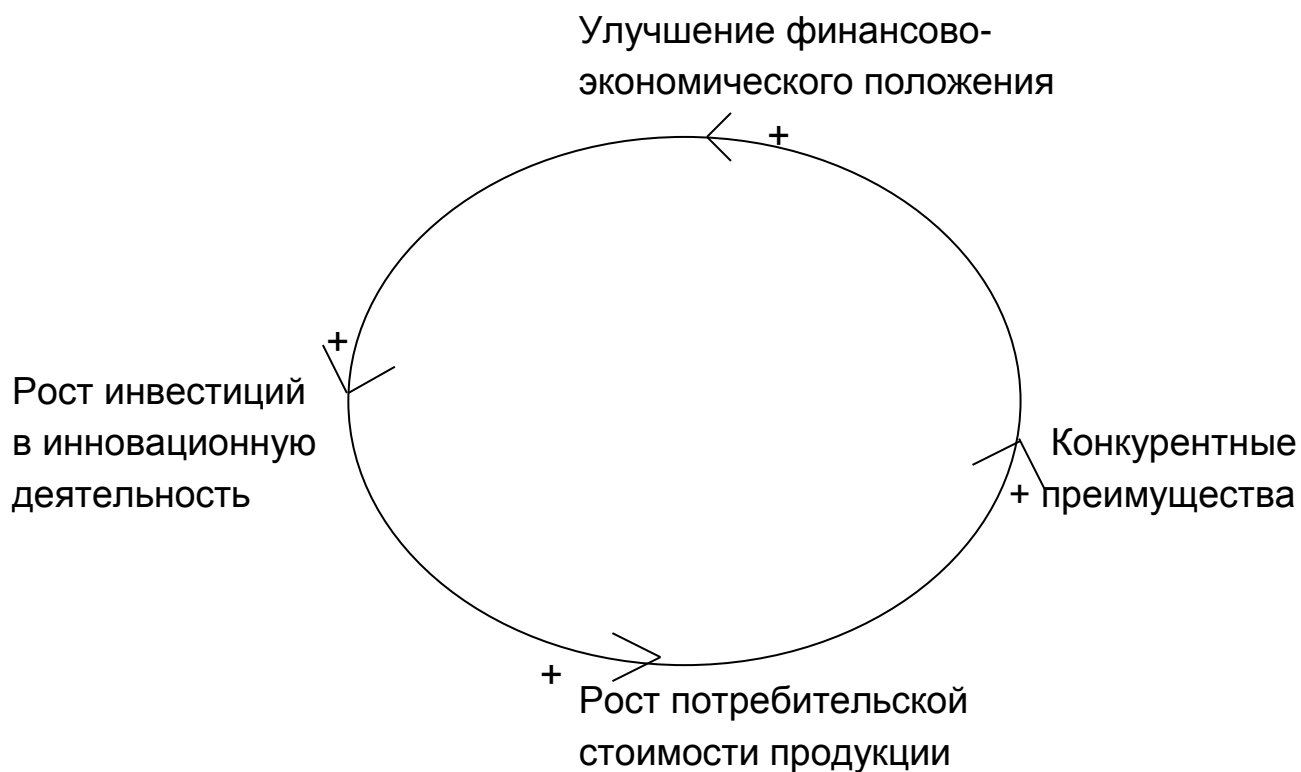 Улучшение финансово-
экономического положения
+
+
Рост инвестиций
в инновационную
деятельность
Конкурентные
+ преимущества
+
Рост потребительской
стоимости продукции